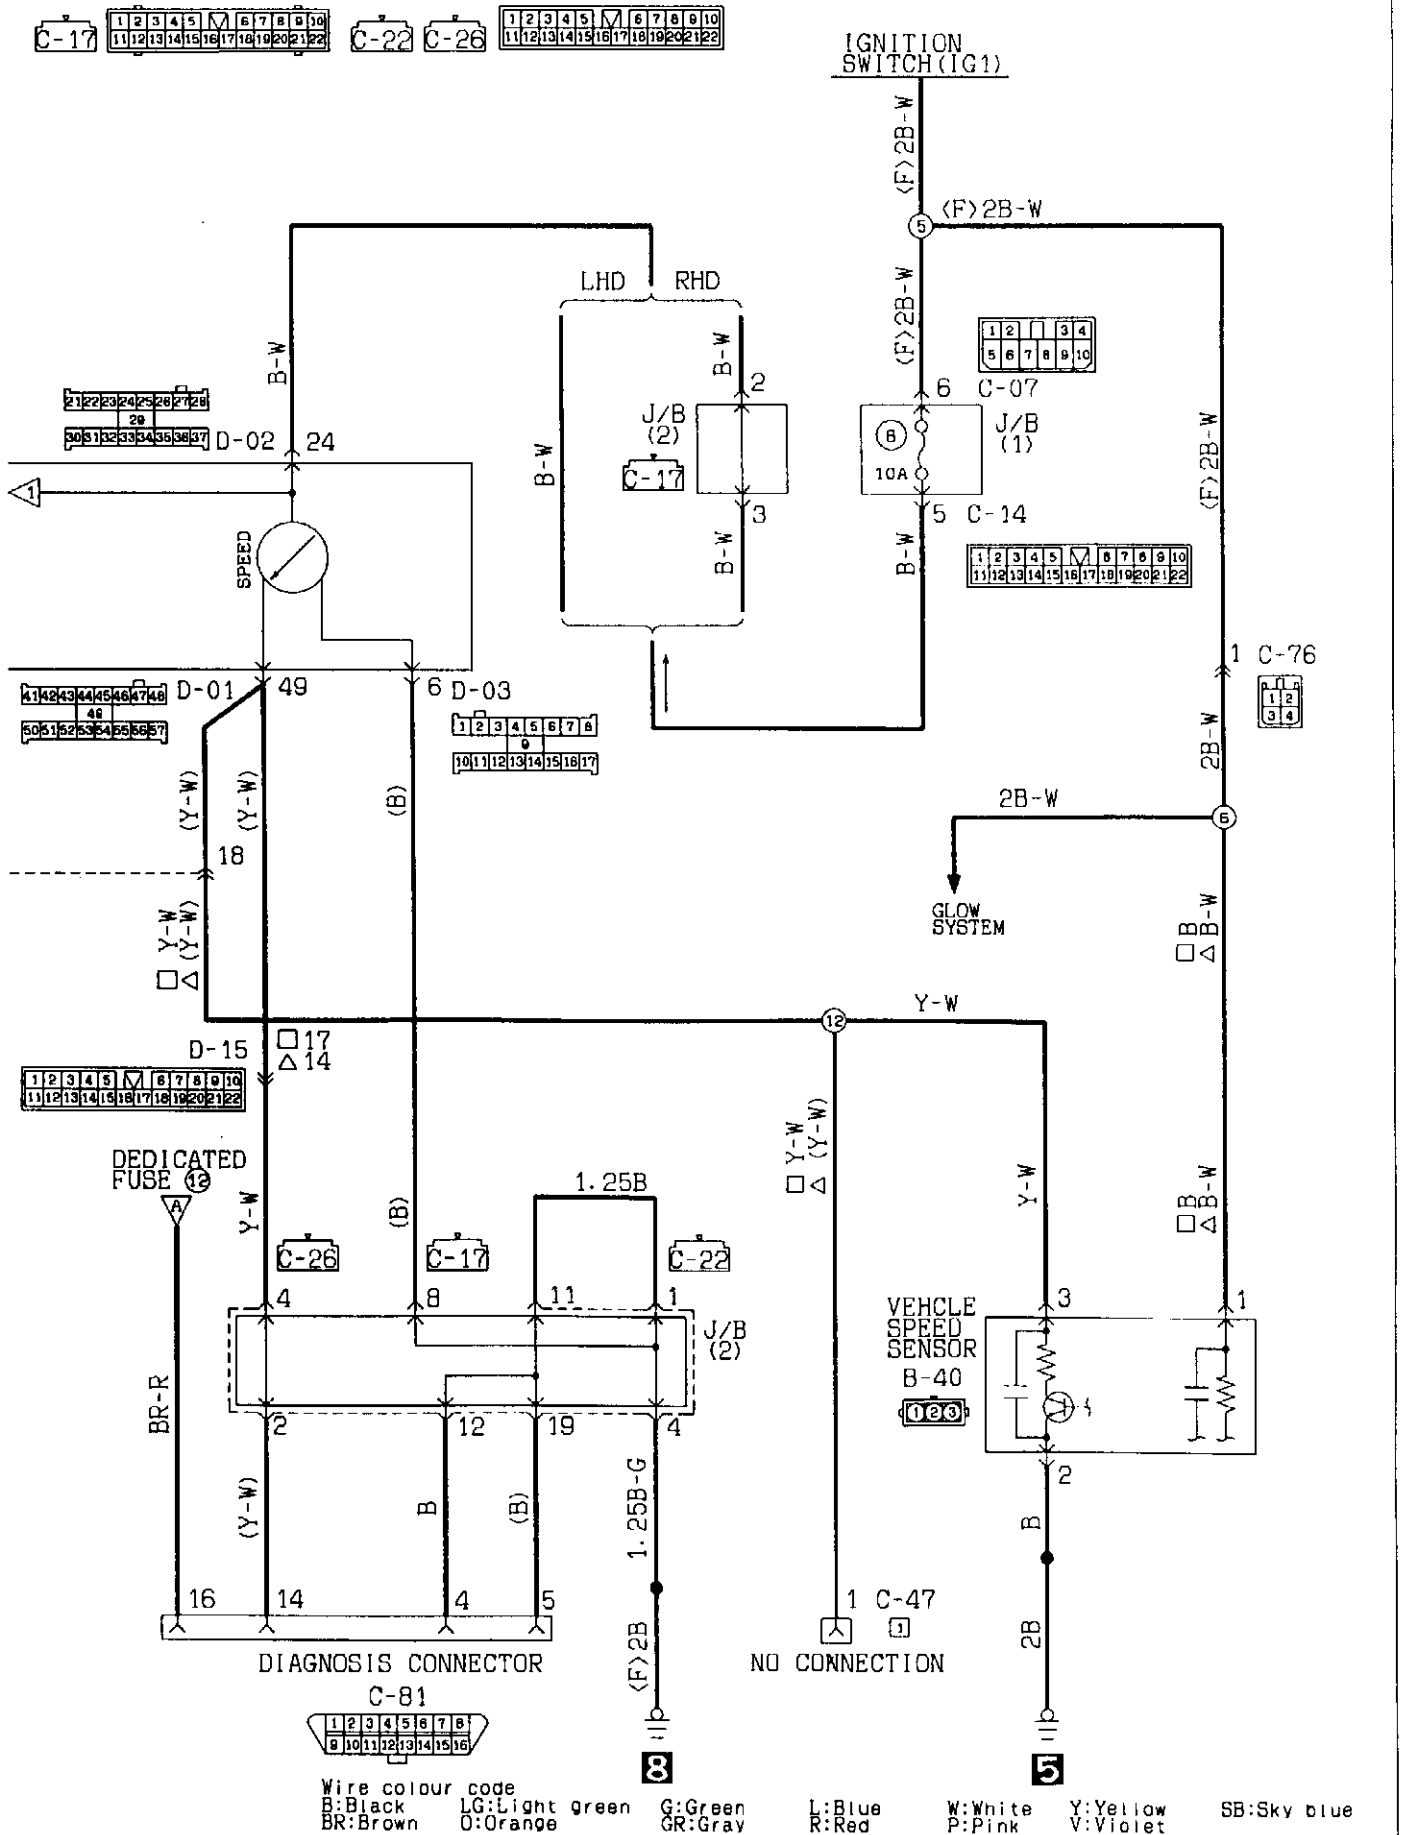 C-17
1 2 3 4 5 6 7 8 9 10
11 12 13 14 15 16 17 18 19 20 21 22
C-22 C-26
1 2 3 4 5 6 7 8 9 10
11 12 13 14 15 16 17 18 19 20 21 22
IGNITION
SWITCH(IG1)
(F)2B-W
5
(F)2B-W
(F)2B-W
(F)2B-W
LHD RHD
B-W
B-W
B-W
B-W
B-W
2
J/B
(2)
C-17
3
1 2 3 4
5 6 7 8 9 10
6 C-07
8
10A
J/B
(1)
5 C-14
1 2 3 4 5 6 7 8 9 10
11 12 13 14 15 16 17 18 19 20 21 22
21 22 23 24 25 26 27 28
29
30 31 32 33 34 35 36 37
D-02 24
1
SPEED
41 42 43 44 45 46 47 48
49
50 51 52 53 54 55 56 57
D-01 49
6 D-03
1 2 3 4 5 6 7 8
9
10 11 12 13 14 15 16 17
1 C-76
1 2
3 4
2B-W
2B-W
6
GLOW
SYSTEM
(Y-W)
(Y-W)
(B)
18
□ Y-W
△ (Y-W)
□ B
△ B-W
12
Y-W
□ 17
△ 14
D-15
1 2 3 4 5 6 7 8 9 10
11 12 13 14 15 16 17 18 19 20 21 22
DEDICATED
FUSE 12
A
Y-W
(B)
1.25B
□ Y-W
△ (Y-W)
Y-W
□ B
△ B-W
C-26
C-17
C-22
4 8 11 1
J/B
(2)
2 12 19 4
VEHCLE
SPEED
SENSOR
B-40
1 2 3
3
1
2
BR-R
(Y-W)
B
(B)
1.25B-G
(F)2B
B
2B
16 14 4 5
DIAGNOSIS CONNECTOR
C-81
1 2 3 4 5 6 7 8
9 10 11 12 13 14 15 16
1 C-47
1
NO CONNECTION
8
5
Wire colour code
B:Black LG:Light green G:Green L:Blue W:White Y:Yellow SB:Sky blue
BR:Brown O:Orange GR:Gray R:Red P:Pink V:Violet